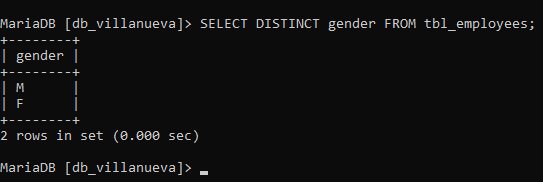 MariaDB [db_villanueva]> SELECT DISTINCT gender FROM tbl_employees;
+--------+
| gender |
+--------+
| M      |
| F      |
+--------+
2 rows in set (0.000 sec)
MariaDB [db_villanueva]> _